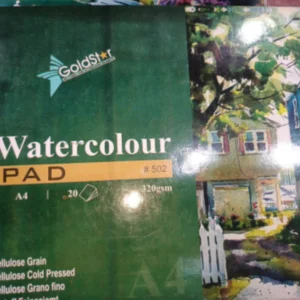 GoldStar
Watercolour
PAD
# 502
A4 20 320gsm
ellulose Grain
ellulose Cold Pressed
ellulose Grano fino
A4